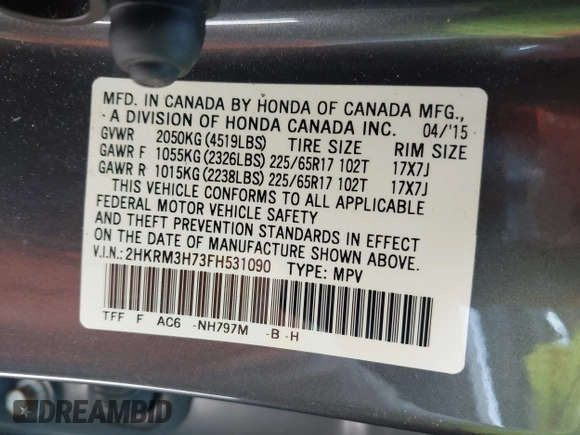 MFD. IN CANADA BY HONDA OF CANADA MFG.,
A DIVISION OF HONDA CANADA INC. 04/'15
GVWR 2050KG (4519LBS) TIRE SIZE RIM SIZE
GAWR F 1055KG (2326LBS) 225/65R17 102T 17X7J
GAWR R 1015KG (2238LBS) 225/65R17 102T 17X7J
THIS VEHICLE CONFORMS TO ALL APPLICABLE
FEDERAL MOTOR VEHICLE SAFETY
AND THEFT PREVENTION STANDARDS IN EFFECT
ON THE DATE OF MANUFACTURE SHOWN ABOVE.
V.I.N.: 2HKRM3H73FH531090 TYPE: MPV
TFF F AC6 -NH797M -B -H
DREAMBID